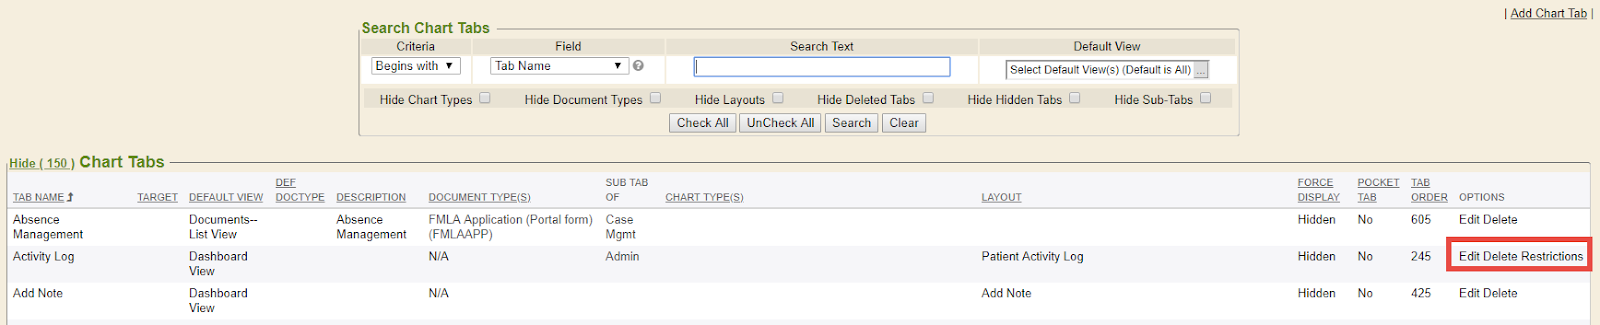 | Add Chart Tab |
Search Chart Tabs
Criteria Field Search Text Default View
Begins with Tab Name Select Default View(s) (Default is All) ...
Hide Chart Types Hide Document Types Hide Layouts Hide Deleted Tabs Hide Hidden Tabs Hide Sub-Tabs
Check All UnCheck All Search Clear
Hide ( 150 ) Chart Tabs
DEF SUB TAB FORCE POCKET TAB
TAB NAME TARGET DEFAULT VIEW DOCTYPE DESCRIPTION DOCUMENT TYPE(S) OF CHART TYPE(S) LAYOUT DISPLAY TAB ORDER OPTIONS
Absence Documents-- Absence FMLA Application (Portal form) Case Hidden No 605 Edit Delete
Management List View Management (FMLAAPP) Mgmt
Activity Log Dashboard N/A Admin Patient Activity Log Hidden No 245 Edit Delete Restrictions
View
Add Note Dashboard N/A Add Note Hidden No 425 Edit Delete
View